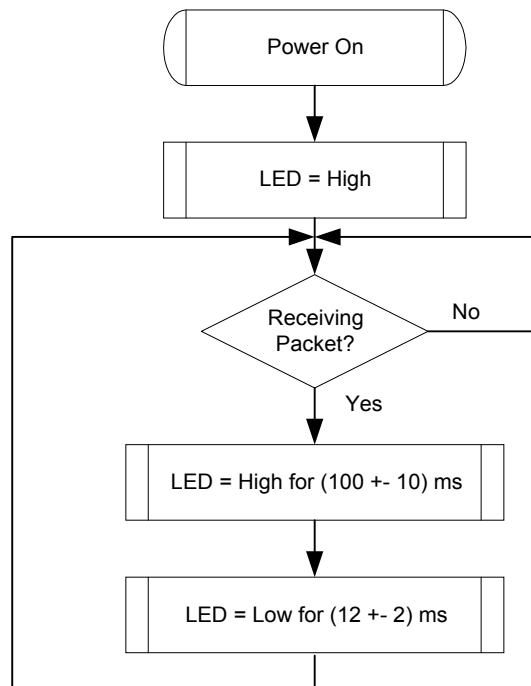 Power On
LED = High
Receiving
Packet?
No
Yes
LED = High for (100 +- 10) ms
LED = Low for (12 +- 2) ms